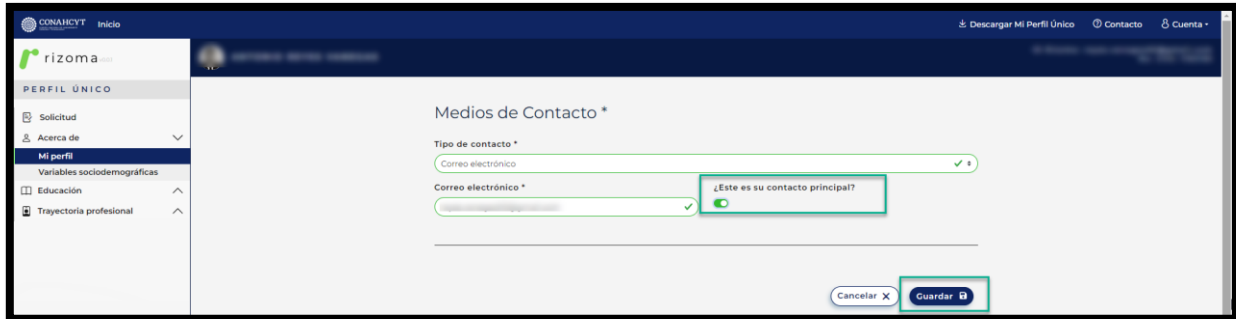 CONAHCYT Inicio Descargar Mi Perfil Único Contacto Cuenta
rizoma
PERFIL ÚNICO
Solicitud
Acerca de
Mi perfil
Variables sociodemográficas
Educación
Trayectoria profesional
Medios de Contacto *
Tipo de contacto *
Correo electrónico
Correo electrónico * ¿Este es su contacto principal?
Cancelar X Guardar